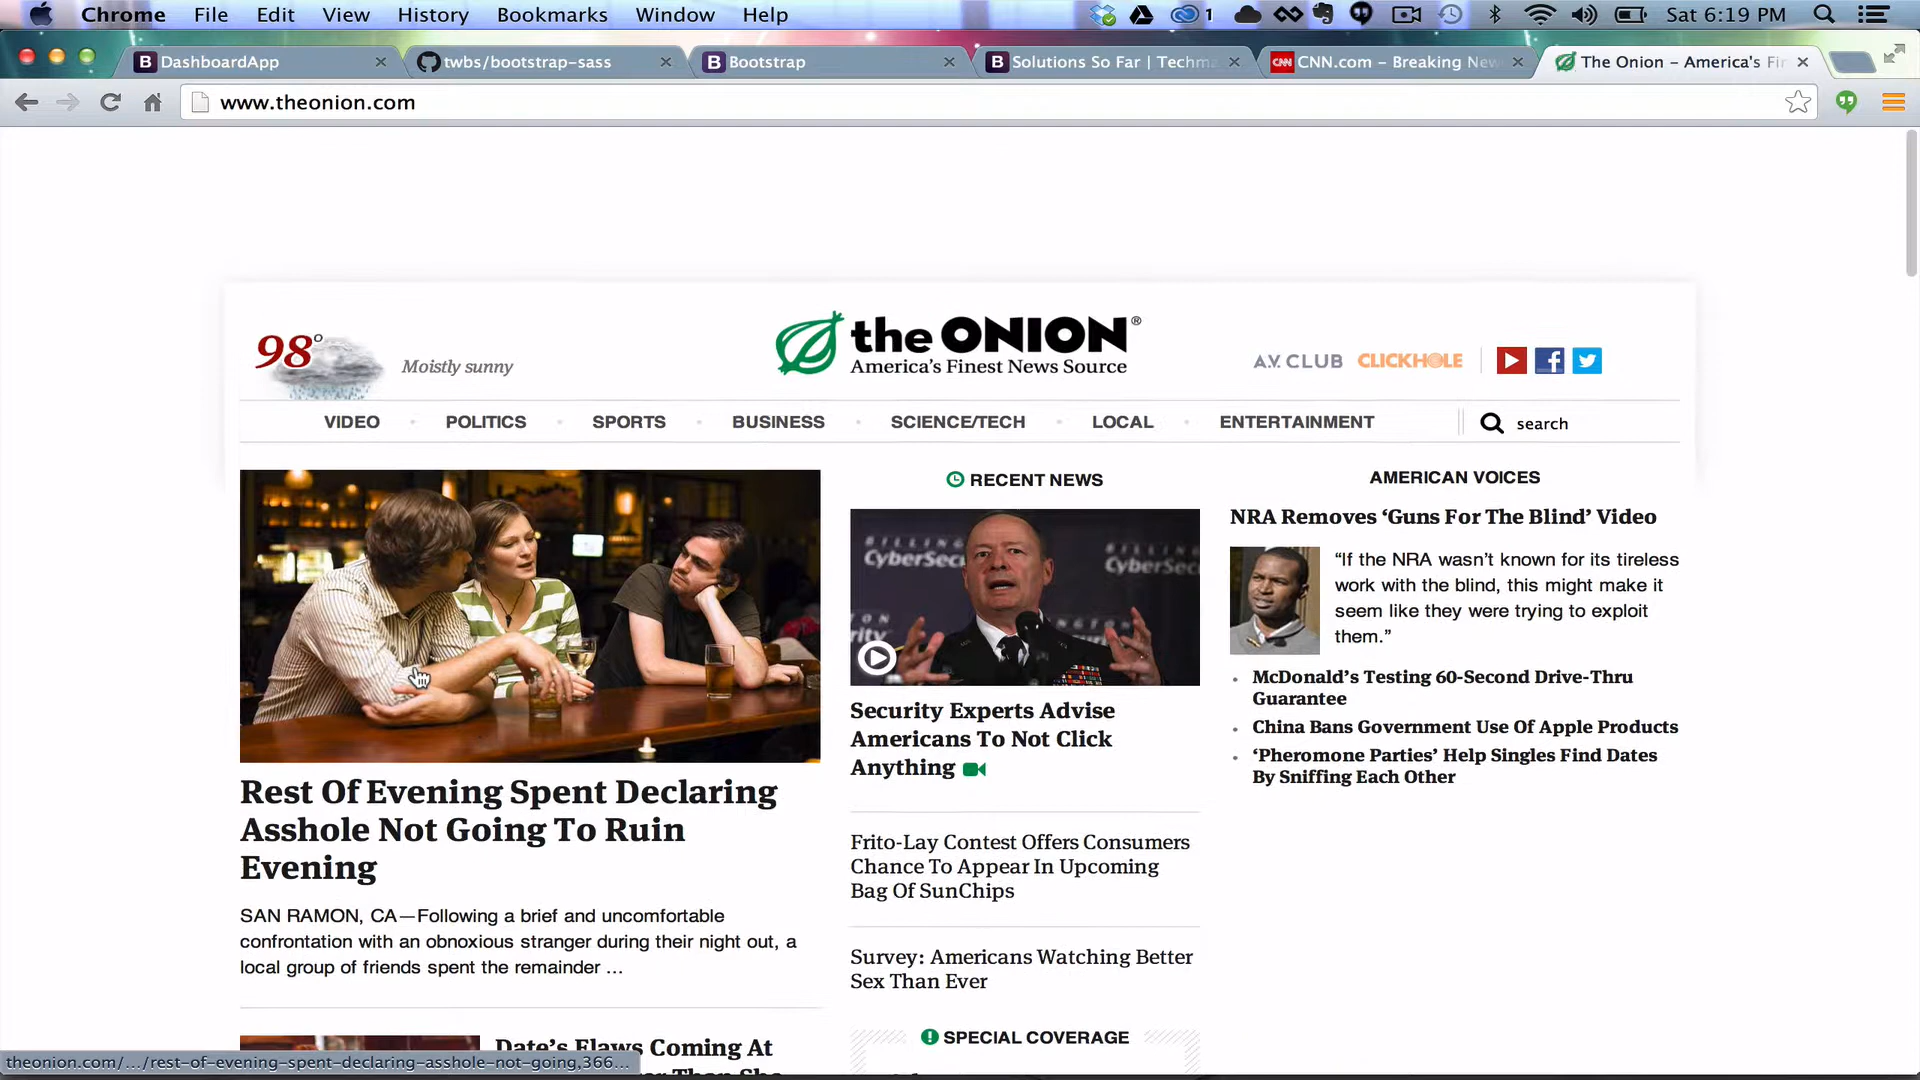 Chrome File Edit View History Bookmarks Window Help 1 Sat 6:19 PM
DashboardApp twbs/bootstrap-sass Bootstrap Solutions So Far | Techma CNN.com – Breaking New The Onion – America's Fin
www.theonion.com
98° Moistly sunny
the ONION®
America's Finest News Source
A.V. CLUB CLICKHOLE
VIDEO POLITICS SPORTS BUSINESS SCIENCE/TECH LOCAL ENTERTAINMENT search
Rest Of Evening Spent Declaring
Asshole Not Going To Ruin
Evening
SAN RAMON, CA—Following a brief and uncomfortable
confrontation with an obnoxious stranger during their night out, a
local group of friends spent the remainder ...
Date's Flaws Coming At
RECENT NEWS
BILLING
CyberSec
CyberSec
Security Experts Advise
Americans To Not Click
Anything
Frito-Lay Contest Offers Consumers
Chance To Appear In Upcoming
Bag Of SunChips
Survey: Americans Watching Better
Sex Than Ever
SPECIAL COVERAGE
AMERICAN VOICES
NRA Removes ‘Guns For The Blind’ Video
“If the NRA wasn’t known for its tireless
work with the blind, this might make it
seem like they were trying to exploit
them.”
McDonald’s Testing 60-Second Drive-Thru
Guarantee
China Bans Government Use Of Apple Products
‘Pheromone Parties’ Help Singles Find Dates
By Sniffing Each Other
theonion.com/.../rest-of-evening-spent-declaring-asshole-not-going,366...